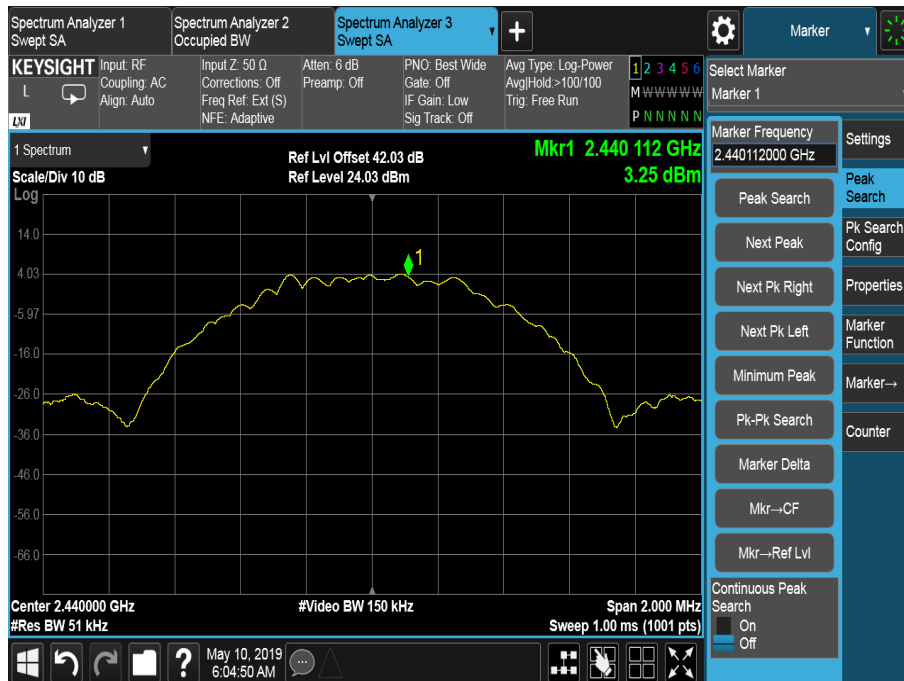 Spectrum Analyzer 1
Swept SA
Spectrum Analyzer 2
Occupied BW
Spectrum Analyzer 3
Swept SA
+
Marker
KEYSIGHT
L
LXI
Input: RF
Coupling: AC
Align: Auto
Input Z: 50 Ω
Corrections: Off
Freq Ref: Ext (S)
NFE: Adaptive
Atten: 6 dB
Preamp: Off
PNO: Best Wide
Gate: Off
IF Gain: Low
Sig Track: Off
Avg Type: Log-Power
Avg|Hold:>100/100
Trig: Free Run
1 2 3 4 5 6
M W W W W W
P N N N N N
Select Marker
Marker 1
Marker Frequency
2.440112000 GHz
Settings
Peak Search
Peak
Search
Next Peak
Pk Search
Config
Next Pk Right
Properties
Next Pk Left
Marker
Function
Minimum Peak
Marker→
Pk-Pk Search
Counter
Marker Delta
Mkr→CF
Mkr→Ref Lvl
Continuous Peak
Search
On
Off
1 Spectrum
Scale/Div 10 dB
Log
Ref Lvl Offset 42.03 dB
Ref Level 24.03 dBm
Mkr1 2.440 112 GHz
3.25 dBm
1
14.0
4.03
-5.97
-16.0
-26.0
-36.0
-46.0
-56.0
-66.0
Center 2.440000 GHz
#Res BW 51 kHz
#Video BW 150 kHz
Span 2.000 MHz
Sweep 1.00 ms (1001 pts)
?
May 10, 2019
6:04:50 AM